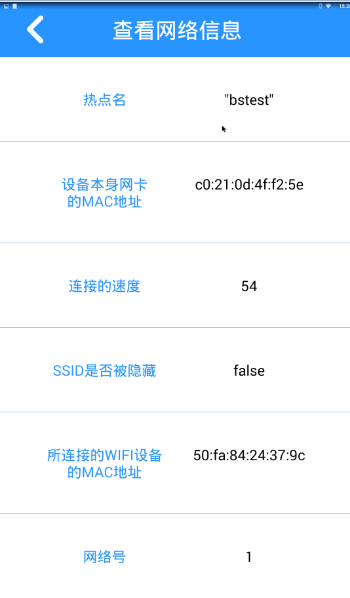 查看网络信息
热点名
"bstest"
设备本身网卡
的MAC地址
c0:21:0d:4f:f2:5e
连接的速度
54
SSID是否被隐藏
false
所连接的WIFI设备
的MAC地址
50:fa:84:24:37:9c
网络号
1